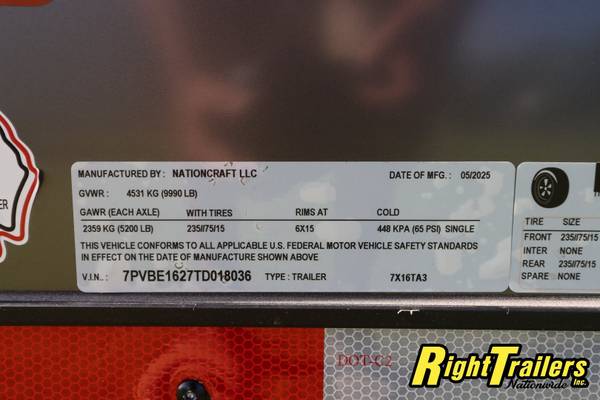 ER
MANUFACTURED BY : NATIONCRAFT LLC DATE OF MFG. : 05/2025
GVWR : 4531 KG (9990 LB)
GAWR (EACH AXLE) WITH TIRES RIMS AT COLD
2359 KG (5200 LB) 235//75/15 6X15 448 KPA (65 PSI) SINGLE
THIS VEHICLE CONFORMS TO ALL APPLICABLE U.S. FEDERAL MOTOR VEHICLE SAFETY STANDARDS
IN EFFECT ON THE DATE OF MANUFACTURE SHOWN ABOVE
V.I.N. : 7PVBE1627TD018036 TYPE : TRAILER 7X16TA3
TIRE SIZE
FRONT 235//75/15
INTER NONE
REAR 235//75/15
SPARE NONE
DOT-C2
RightTrailers
Nationwide Inc.